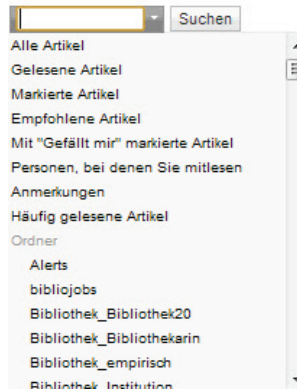 Suchen
Alle Artikel
Gelesene Artikel
Markierte Artikel
Empfohlene Artikel
Mit "Gefällt mir" markierte Artikel
Personen, bei denen Sie mitlesen
Anmerkungen
Häufig gelesene Artikel
Ordner
Alerts
bibliojobs
Bibliothek_Bibliothek20
Bibliothek_Bibliothekarin
Bibliothek_empirisch
Bibliothek_Institution